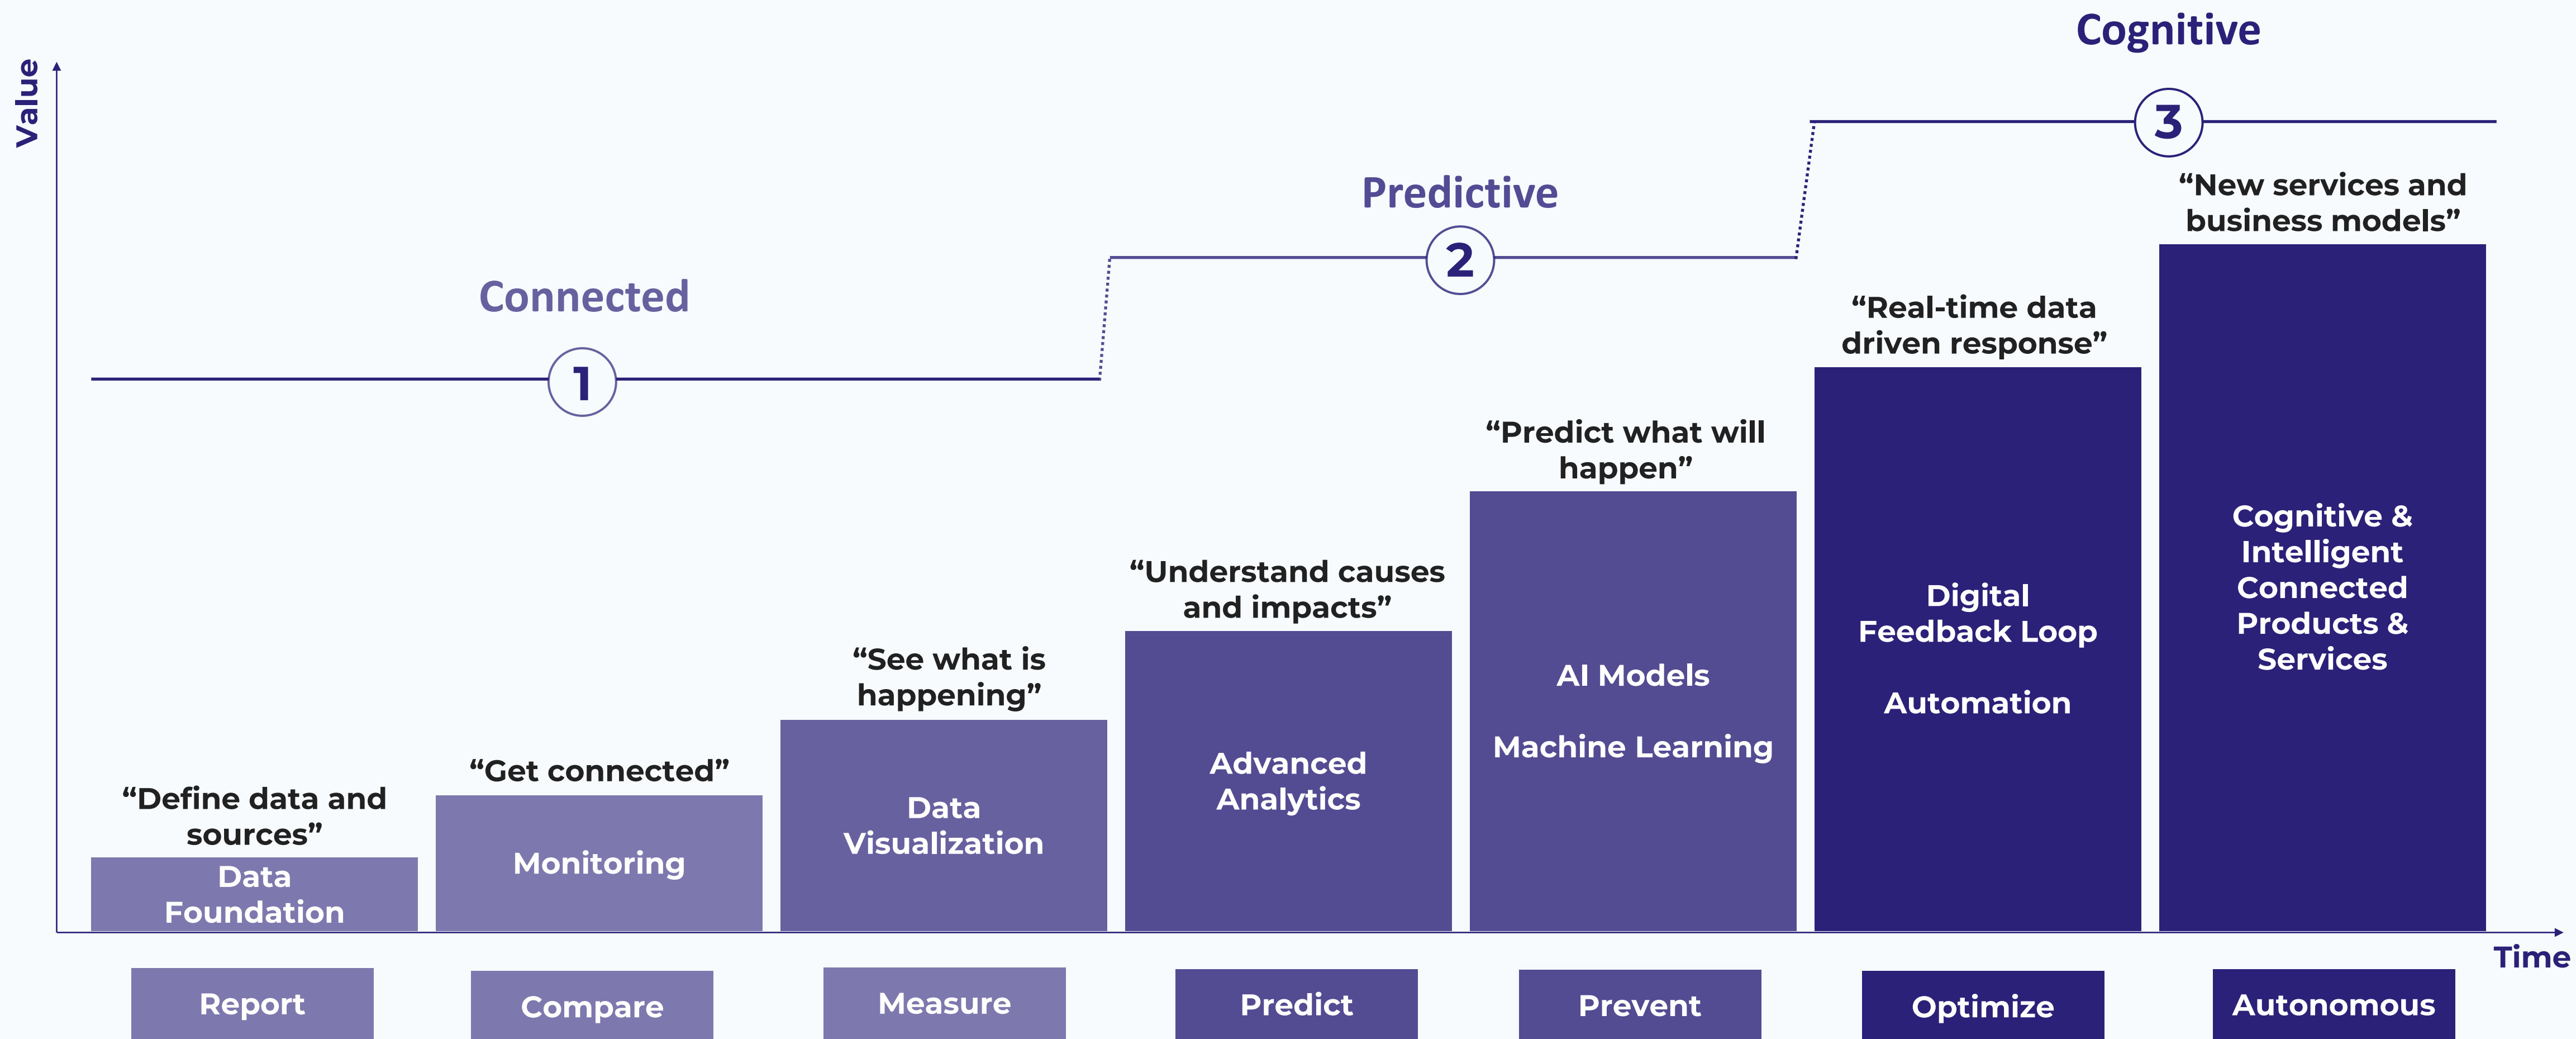 Cognitive
Value
3
Predictive
“New services and
business models”
2
Connected
“Real-time data
driven response”
1
“Predict what will
happen”
“Understand causes
and impacts”
“See what is
happening”
“Get connected”
“Define data and
sources”
Data
Foundation
Monitoring
Data
Visualization
Advanced
Analytics
AI Models
Machine Learning
Digital
Feedback Loop
Automation
Cognitive &
Intelligent
Connected
Products &
Services
Time
Report
Compare
Measure
Predict
Prevent
Optimize
Autonomous